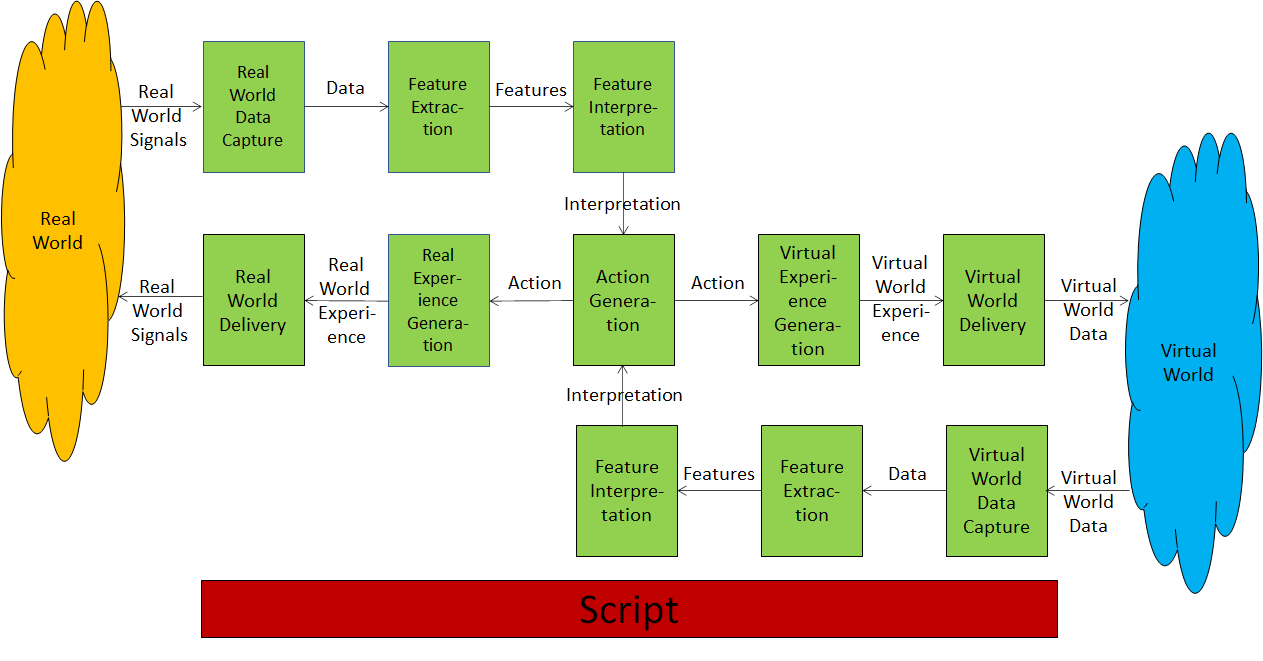 Real
World
Real
World
Signals
Real
World
Data
Capture
Data
Feature
Extrac-
tion
Features
Feature
Interpre-
tation
Interpretation
Real
World
Signals
Real
World
Delivery
Real
World
Experi-
ence
Real
Exper-
ience
Genera-
tion
Action
Action
Genera-
tion
Action
Virtual
Experi-
ence
Genera-
tion
Virtual
World
Experi-
ence
Virtual
World
Delivery
Virtual
World
Data
Virtual
World
Interpretation
Feature
Interpre-
tation
Features
Feature
Extrac-
tion
Data
Virtual
World
Data
Capture
Virtual
World
Data
Script